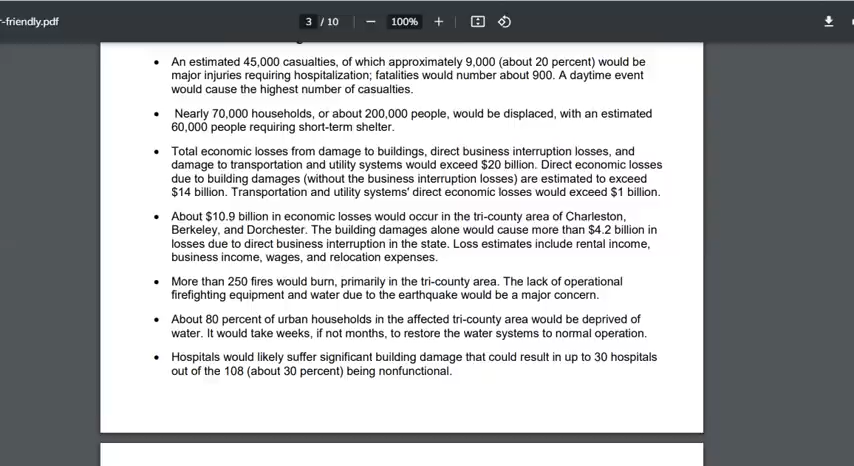 r-friendly.pdf
3 / 10
100%
• An estimated 45,000 casualties, of which approximately 9,000 (about 20 percent) would be
major injuries requiring hospitalization; fatalities would number about 900. A daytime event
would cause the highest number of casualties.
• Nearly 70,000 households, or about 200,000 people, would be displaced, with an estimated
60,000 people requiring short-term shelter.
• Total economic losses from damage to buildings, direct business interruption losses, and
damage to transportation and utility systems would exceed $20 billion. Direct economic losses
due to building damages (without the business interruption losses) are estimated to exceed
$14 billion. Transportation and utility systems' direct economic losses would exceed $1 billion.
• About $10.9 billion in economic losses would occur in the tri-county area of Charleston,
Berkeley, and Dorchester. The building damages alone would cause more than $4.2 billion in
losses due to direct business interruption in the state. Loss estimates include rental income,
business income, wages, and relocation expenses.
• More than 250 fires would burn, primarily in the tri-county area. The lack of operational
firefighting equipment and water due to the earthquake would be a major concern.
• About 80 percent of urban households in the affected tri-county area would be deprived of
water. It would take weeks, if not months, to restore the water systems to normal operation.
• Hospitals would likely suffer significant building damage that could result in up to 30 hospitals
out of the 108 (about 30 percent) being nonfunctional.